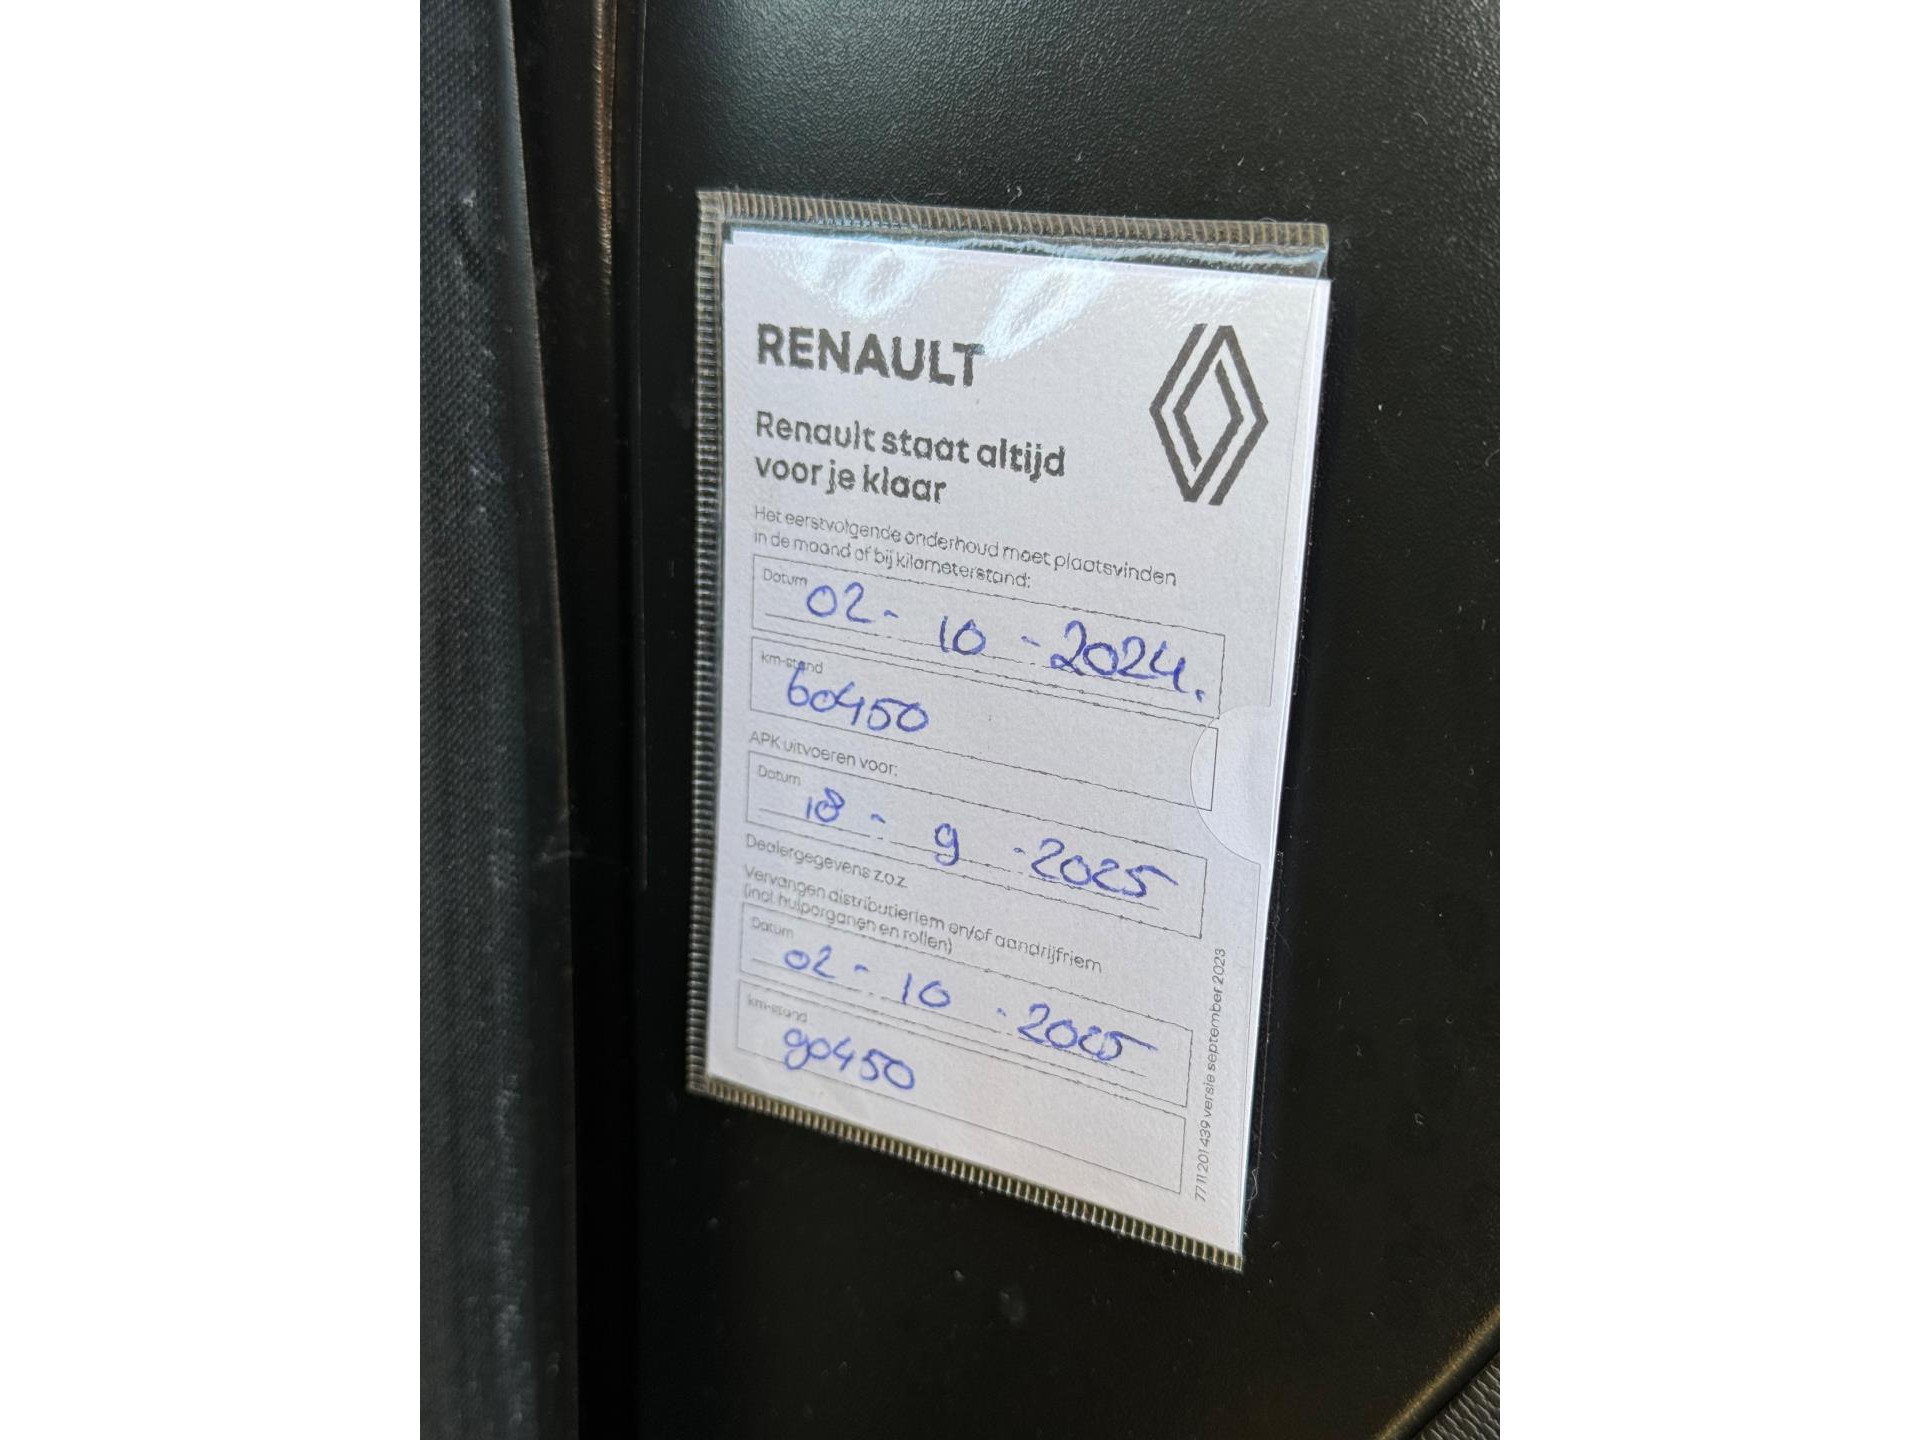 RENAULT
Renault staat altijd
voor je klaar
Het eerstvolgende onderhoud moet plaatsvinden
in de maand of bij kilometerstand:
Datum 02-10-2024.
km-stand
60450
APK uitvoeren voor:
Datum
18-9-2025
Dealergegevens z.o.z.
Vervangen distributieriem en/of aandrijfriem
(incl. hulporganen en rollen)
Datum
02-10-2025
km-stand
90450
77 11 201 439 versie september 2023